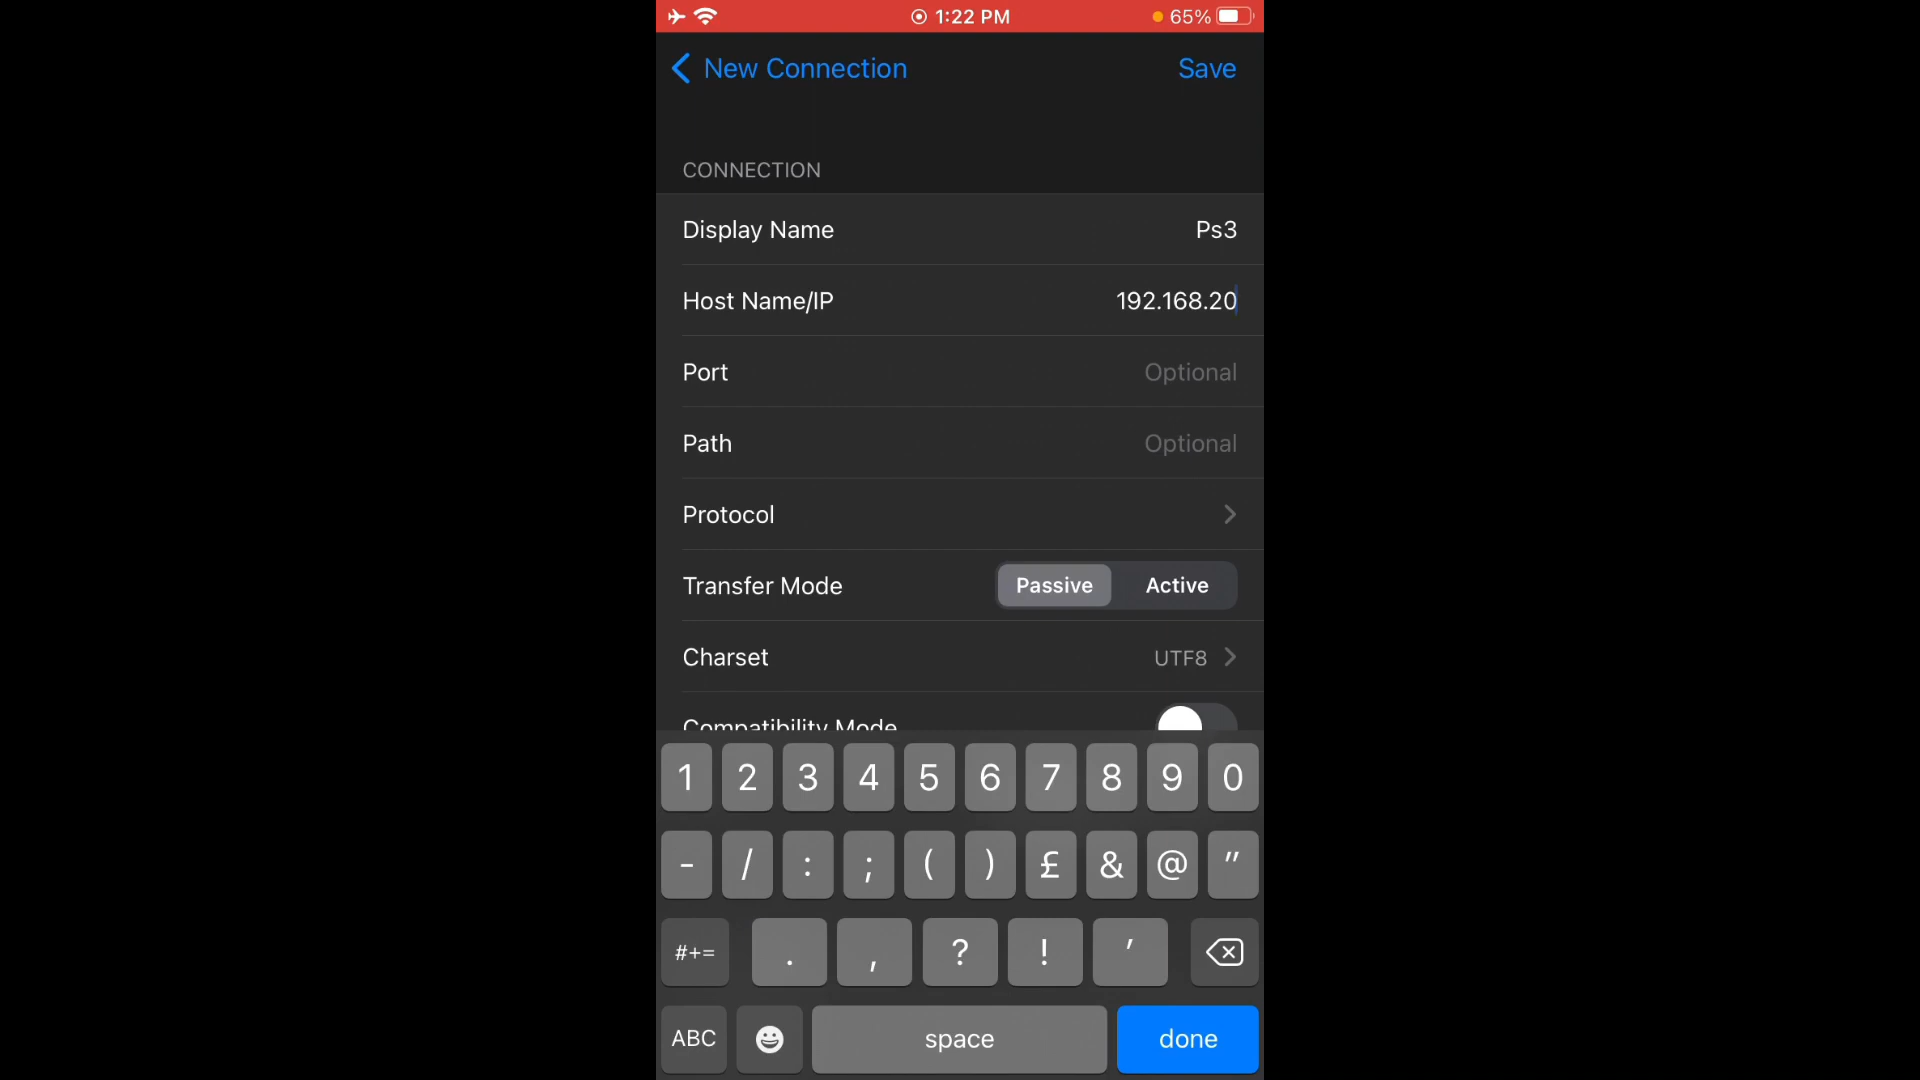 1:22 PM
65%
New Connection
Save
CONNECTION
Display Name Ps3
Host Name/IP 192.168.20
Port Optional
Path Optional
Protocol
Transfer Mode Passive Active
Charset UTF8
Compatibility Mode
1 2 3 4 5 6 7 8 9 0
- / : ; ( ) £ & @ "
#+= . , ? ! '
ABC space done